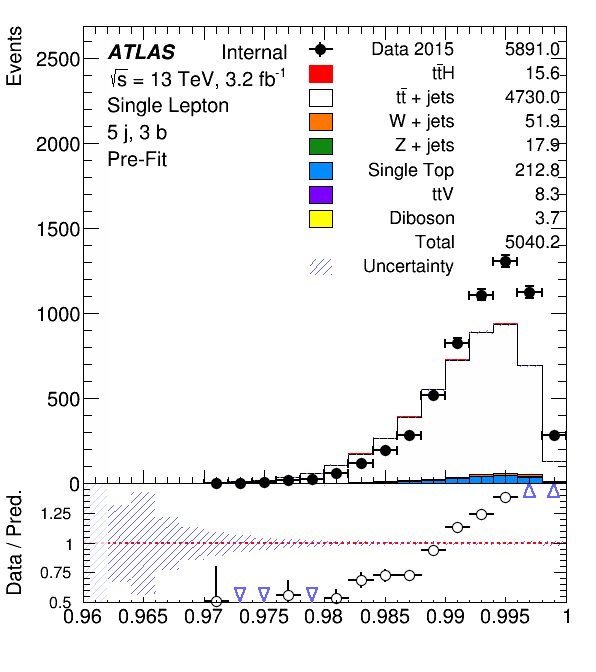 Events
ATLAS Internal
√s = 13 TeV, 3.2 fb⁻¹
Single Lepton
5 j, 3 b
Pre-Fit
Data 2015 5891.0
tt̄H 15.6
tt̄ + jets 4730.0
W + jets 51.9
Z + jets 17.9
Single Top 212.8
ttV 8.3
Diboson 3.7
Total 5040.2
Uncertainty
2500
2000
1500
1000
500
0
Data / Pred.
1.25
1
0.75
0.5
0.96 0.965 0.97 0.975 0.98 0.985 0.99 0.995 1